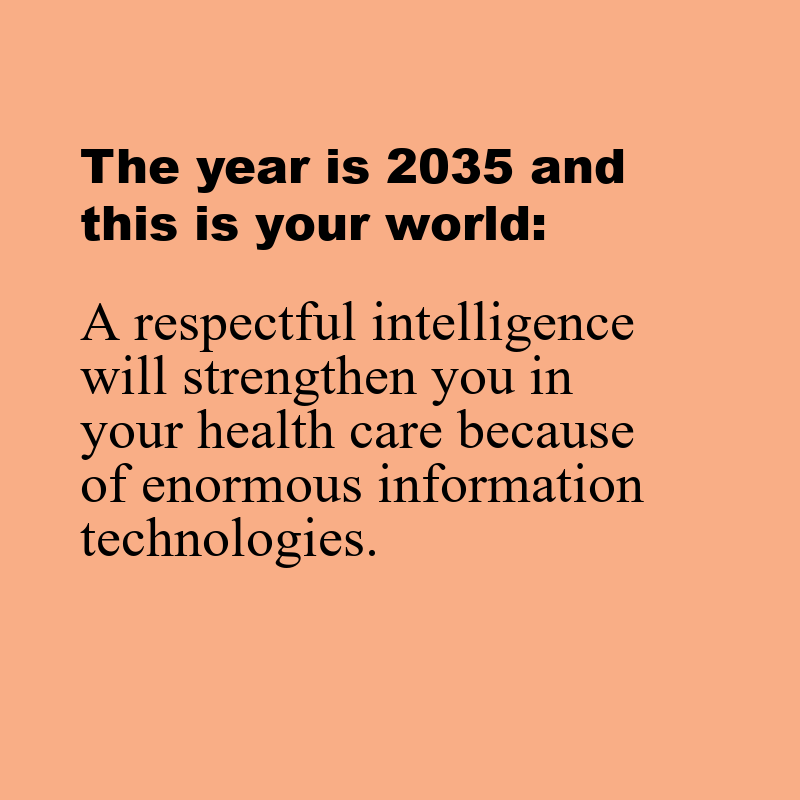 The year is 2035 and
this is your world:
A respectful intelligence
will strengthen you in
your health care because
of enormous information
technologies.